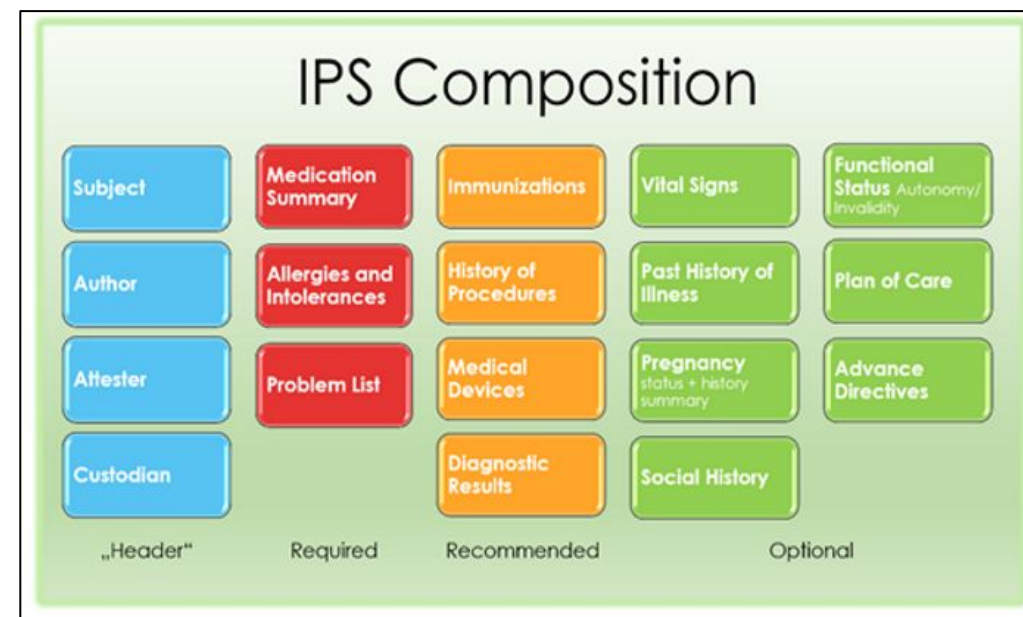 IPS Composition
Subject
Author
Attester
Custodian
„Header“
Medication
Summary
Allergies and
Intolerances
Problem List
Required
Immunizations
History of
Procedures
Medical
Devices
Diagnostic
Results
Recommended
Vital Signs
Past History of
Illness
Pregnancy
status + history
summary
Social History
Functional
Status Autonomy/
Invalidity
Plan of Care
Advance
Directives
Optional